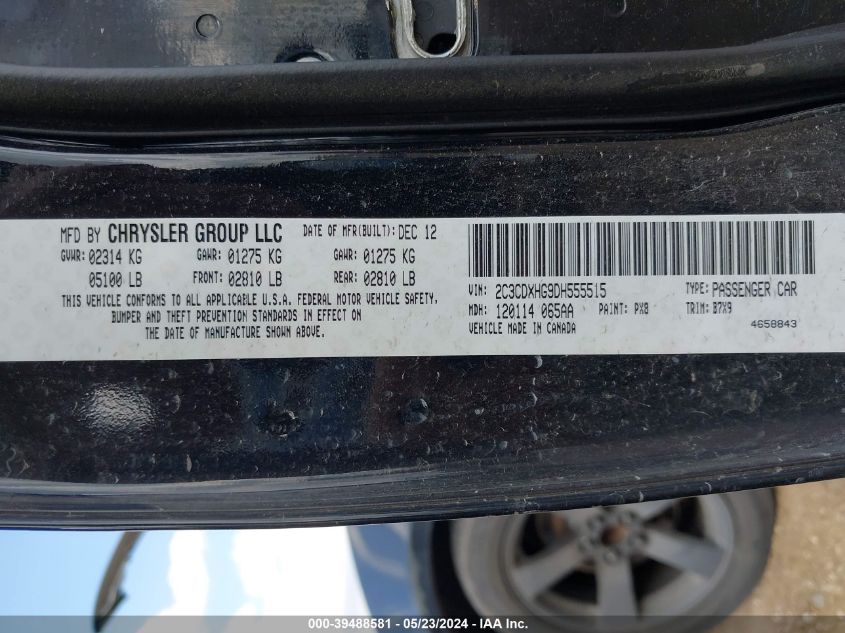 MFD BY CHRYSLER GROUP LLC DATE OF MFR(BUILT): DEC 12
GVWR: 02314 KG GAWR: 01275 KG GAWR: 01275 KG
05100 LB FRONT: 02810 LB REAR: 02810 LB
THIS VEHICLE CONFORMS TO ALL APPLICABLE U.S.A. FEDERAL MOTOR VEHICLE SAFETY,
BUMPER AND THEFT PREVENTION STANDARDS IN EFFECT ON
THE DATE OF MANUFACTURE SHOWN ABOVE.
VIN: 2C3CDXHG9DH555515 TYPE: PASSENGER CAR
MDH: 120114 085AA PAINT: PX8 TRIM: B7X9
VEHICLE MADE IN CANADA 4658843
000-39488581 - 05/23/2024 - IAA Inc.